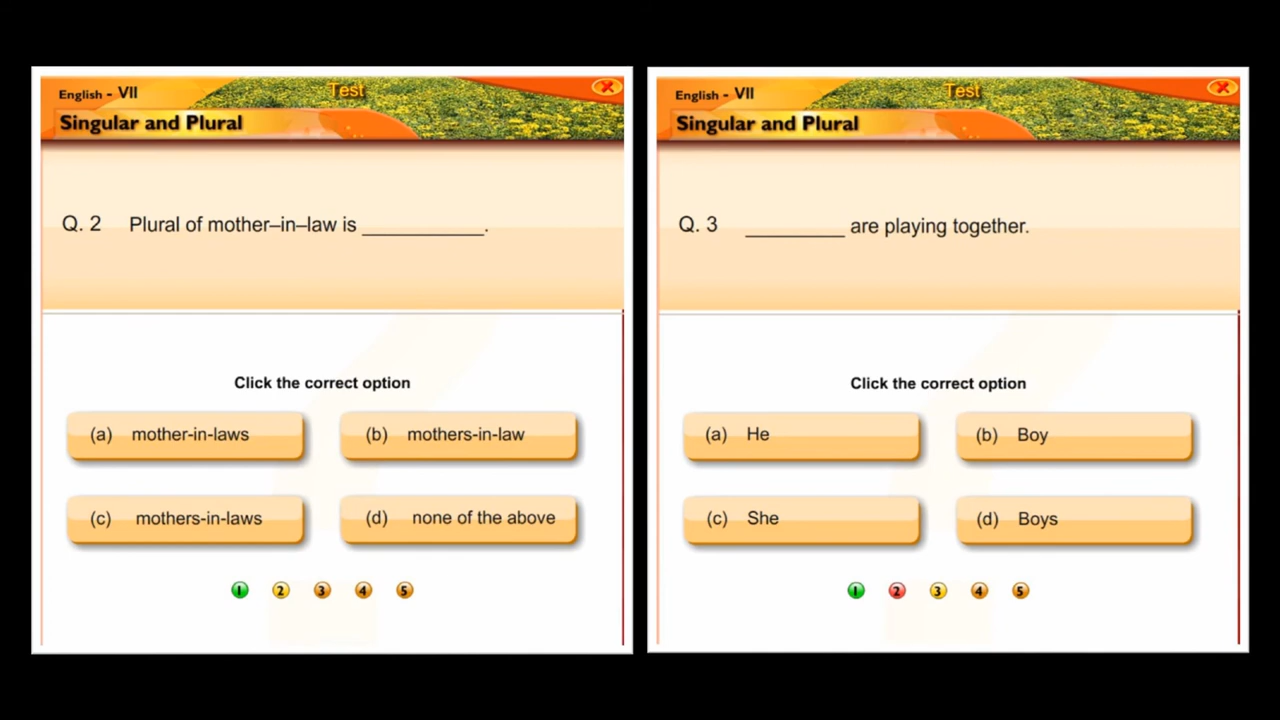 English - VII
Test
Singular and Plural
Q. 2 Plural of mother–in–law is ___________.
Click the correct option
(a) mother-in-laws
(b) mothers-in-law
(c) mothers-in-laws
(d) none of the above
1 2 3 4 5
English - VII
Test
Singular and Plural
Q. 3 _________ are playing together.
Click the correct option
(a) He
(b) Boy
(c) She
(d) Boys
1 2 3 4 5